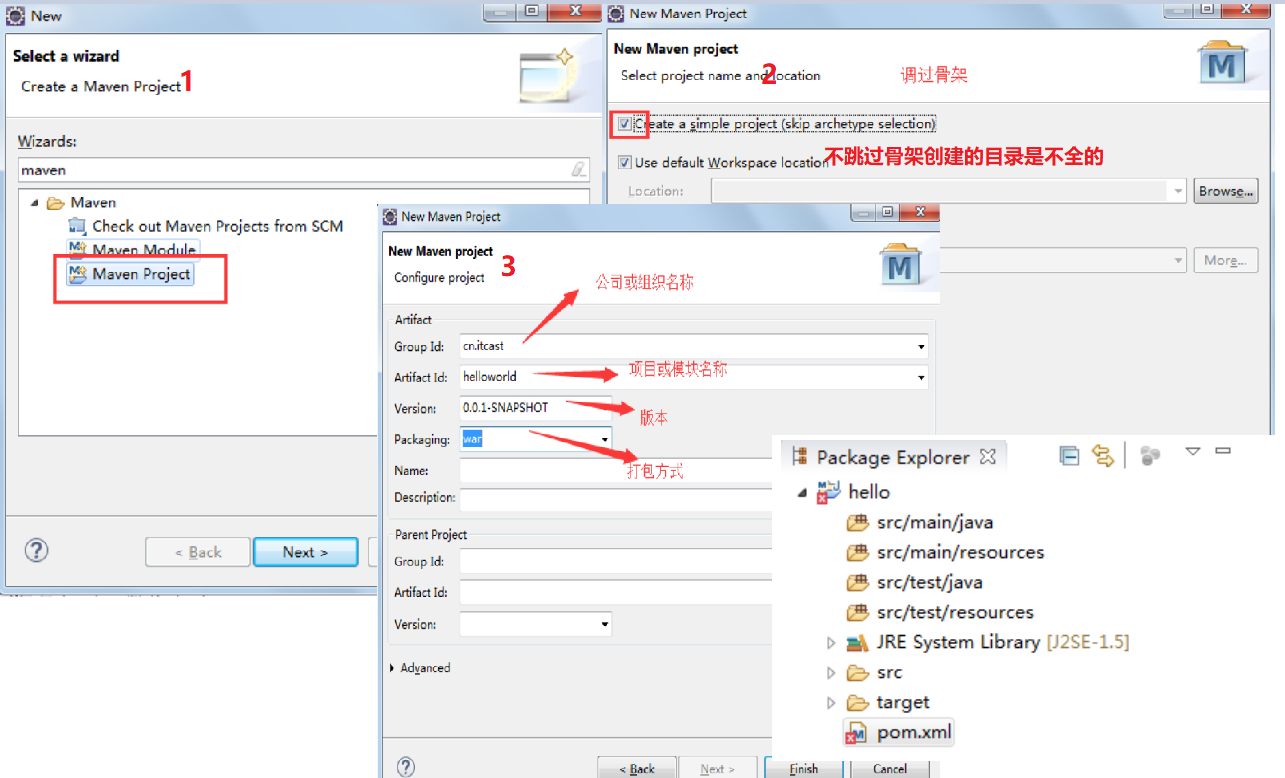 New
Select a wizard
Create a Maven Project
1
Wizards:
maven
Maven
Check out Maven Projects from SCM
Maven Module
Maven Project
< Back
Next >
New Maven Project
New Maven project
Select project name and location
2
调过骨架
Create a simple project (skip archetype selection)
Use default Workspace location
不跳过骨架创建的目录是不全的
Location:
Browse...
More...
New Maven Project
New Maven project
Configure project
3
公司或组织名称
Artifact
Group Id:
cn.itcast
Artifact Id:
helloworld
项目或模块名称
Version:
0.0.1-SNAPSHOT
版本
Packaging:
war
打包方式
Name:
Description:
Parent Project
Group Id:
Artifact Id:
Version:
Advanced
< Back
Next >
Finish
Cancel
Package Explorer
hello
src/main/java
src/main/resources
src/test/java
src/test/resources
JRE System Library [J2SE-1.5]
src
target
pom.xml